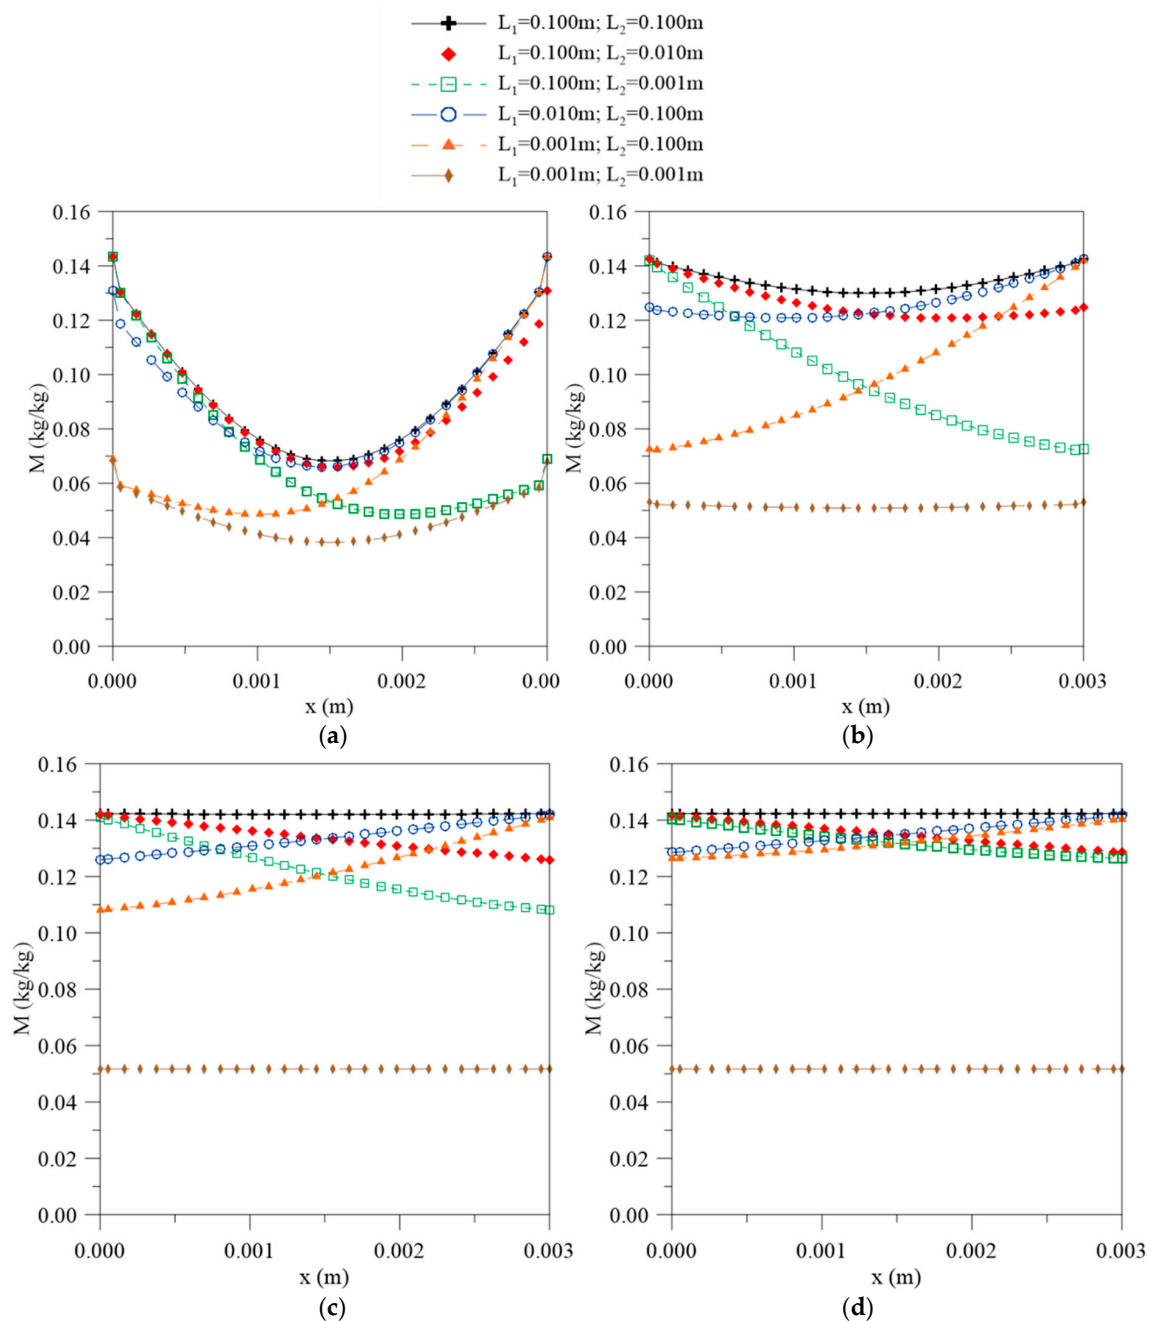 L₁=0.100m; L₂=0.100m
L₁=0.100m; L₂=0.010m
L₁=0.100m; L₂=0.001m
L₁=0.010m; L₂=0.100m
L₁=0.001m; L₂=0.100m
L₁=0.001m; L₂=0.001m
0.16
0.14
0.12
0.10
0.08
0.06
0.04
0.02
0.00
M (kg/kg)
0.000 0.001 0.002 0.00
x (m)
(a)
0.16
0.14
0.12
0.10
0.08
0.06
0.04
0.02
0.00
M (kg/kg)
0.000 0.001 0.002 0.003
x (m)
(b)
0.16
0.14
0.12
0.10
0.08
0.06
0.04
0.02
0.00
M (kg/kg)
0.000 0.001 0.002 0.003
x (m)
(c)
0.16
0.14
0.12
0.10
0.08
0.06
0.04
0.02
0.00
M (kg/kg)
0.000 0.001 0.002 0.003
x (m)
(d)